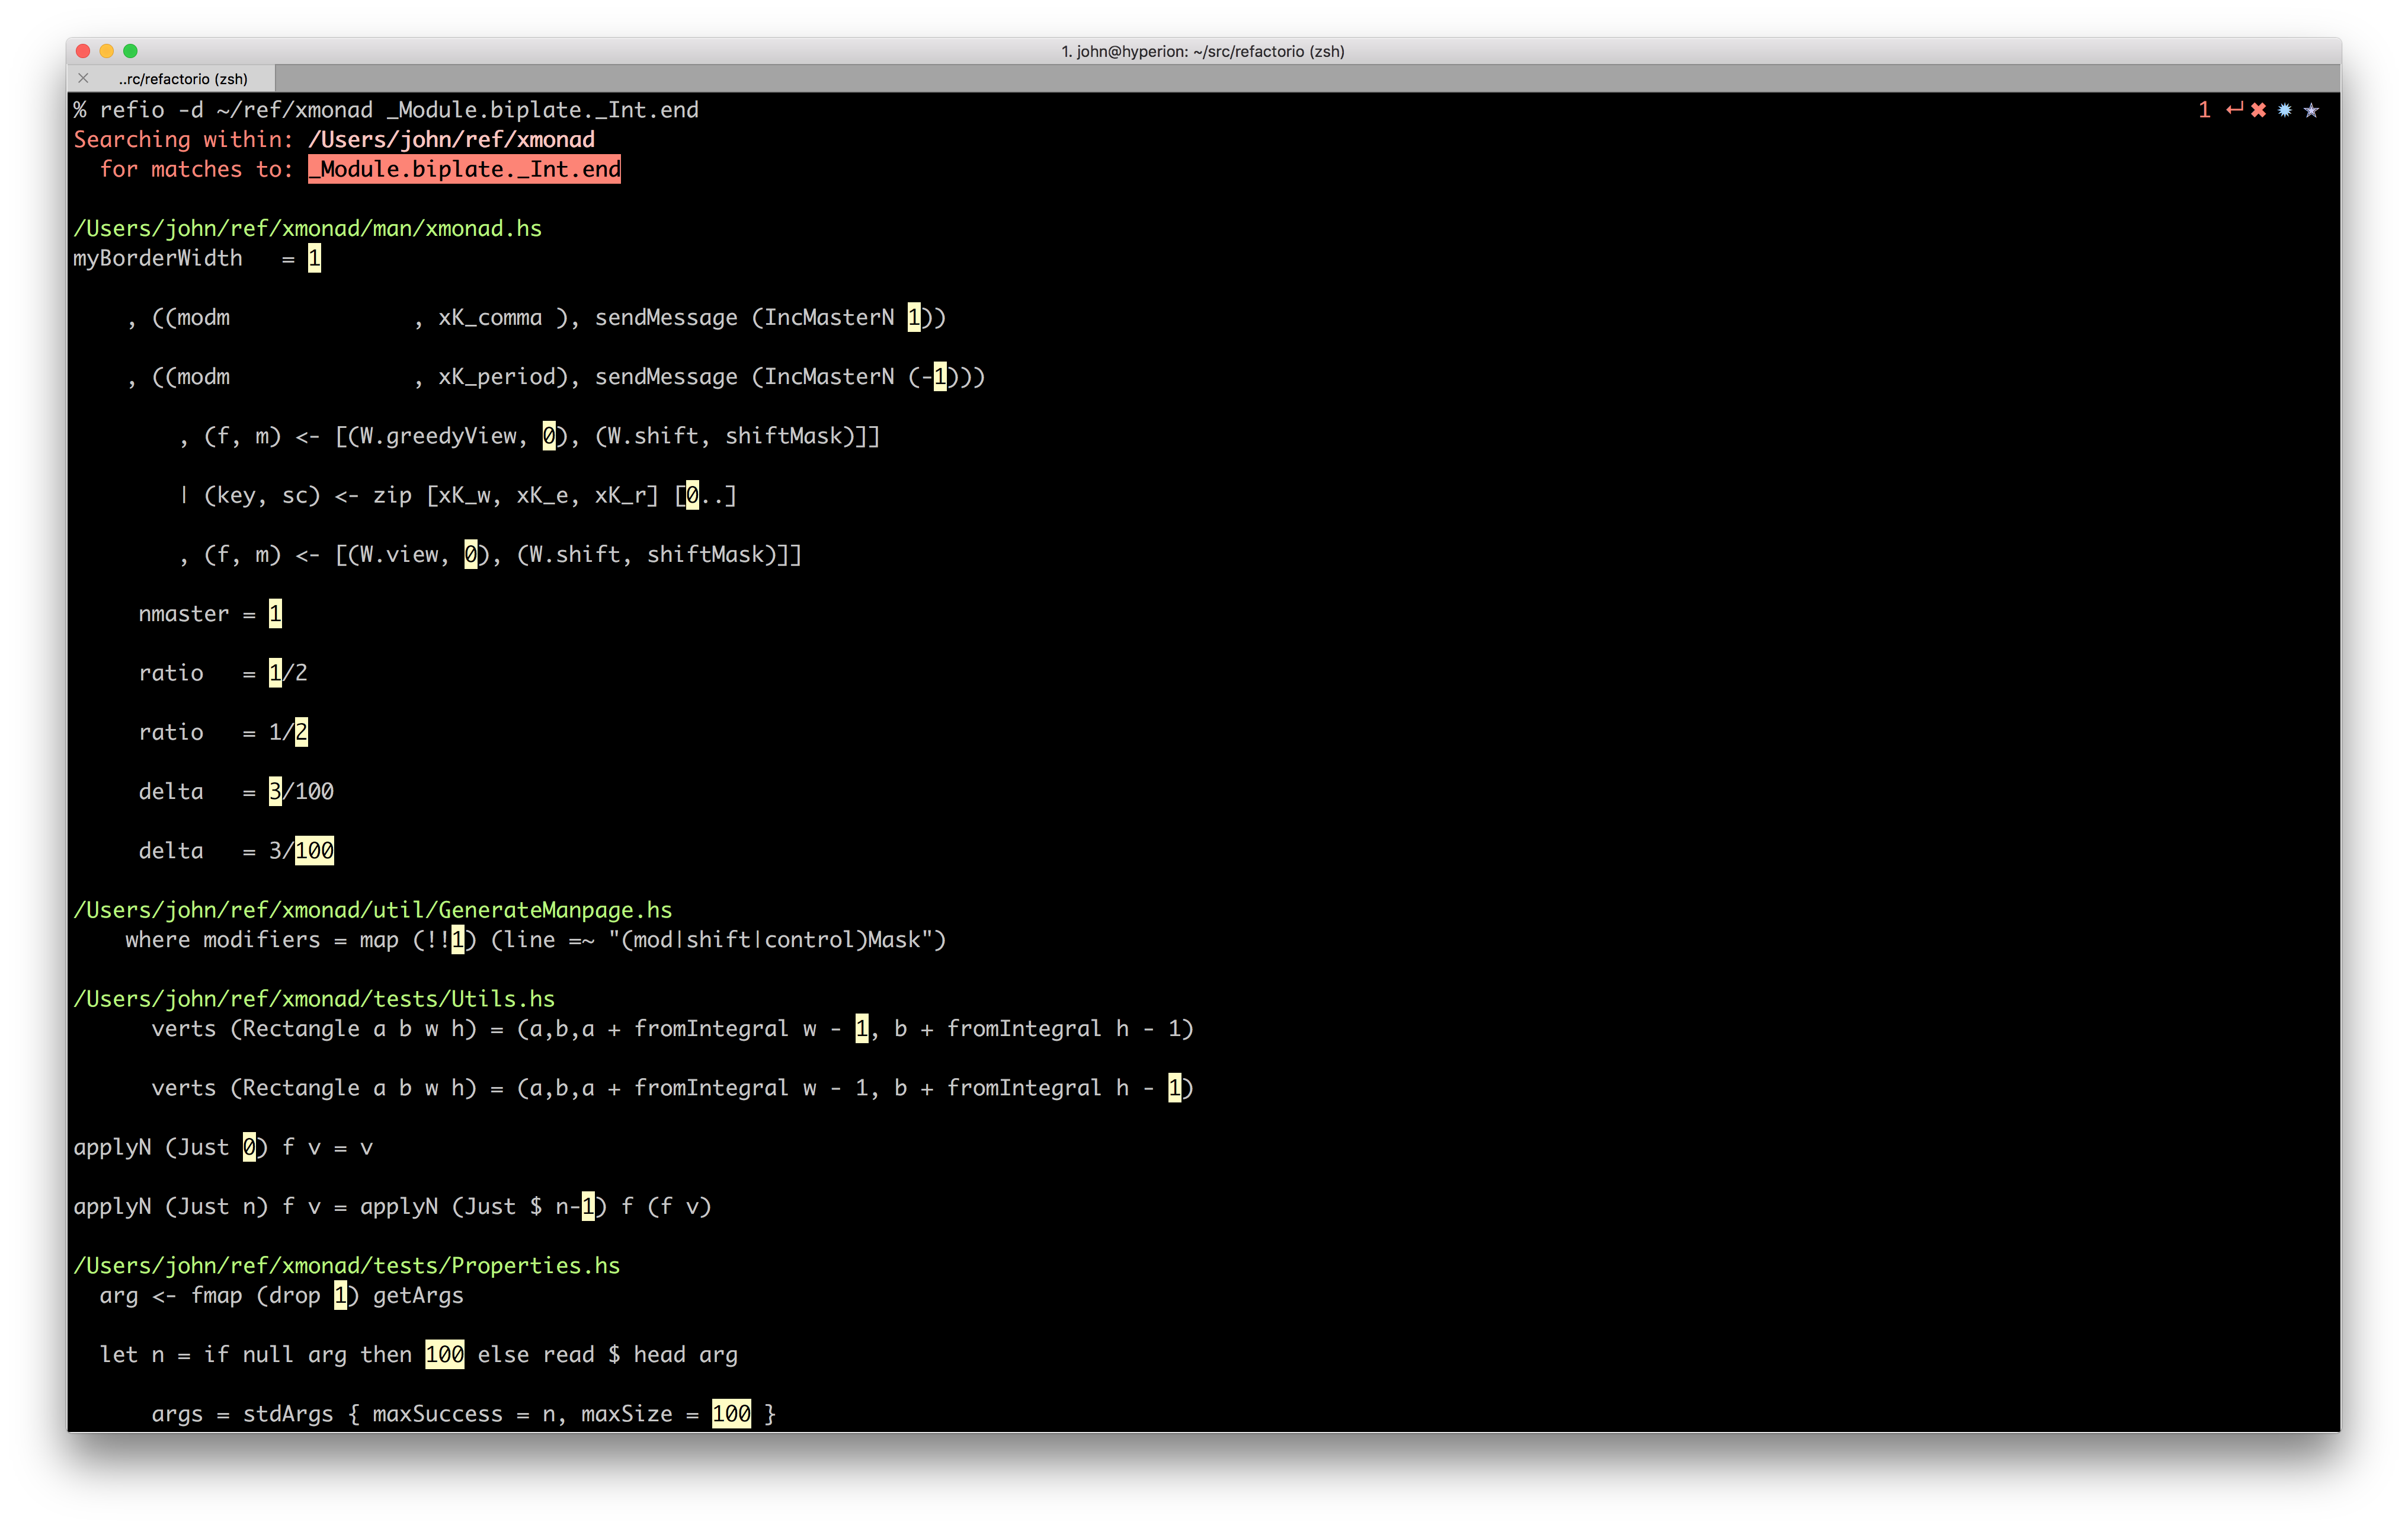 1. john@hyperion: ~/src/refactorio (zsh)
..rc/refactorio (zsh)
% refio -d ~/ref/xmonad _Module.biplate._Int.end 1 ↵ ✖ ✹ ✭
Searching within: /Users/john/ref/xmonad
  for matches to: _Module.biplate._Int.end

/Users/john/ref/xmonad/man/xmonad.hs
myBorderWidth   = 1

    , ((modm              , xK_comma ), sendMessage (IncMasterN 1))

    , ((modm              , xK_period), sendMessage (IncMasterN (-1)))

        , (f, m) <- [(W.greedyView, 0), (W.shift, shiftMask)]]

        | (key, sc) <- zip [xK_w, xK_e, xK_r] [0..]

        , (f, m) <- [(W.view, 0), (W.shift, shiftMask)]]

     nmaster = 1

     ratio   = 1/2

     ratio   = 1/2

     delta   = 3/100

     delta   = 3/100

/Users/john/ref/xmonad/util/GenerateManpage.hs
    where modifiers = map (!!1) (line =~ "(mod|shift|control)Mask")

/Users/john/ref/xmonad/tests/Utils.hs
      verts (Rectangle a b w h) = (a,b,a + fromIntegral w - 1, b + fromIntegral h - 1)

      verts (Rectangle a b w h) = (a,b,a + fromIntegral w - 1, b + fromIntegral h - 1)

applyN (Just 0) f v = v

applyN (Just n) f v = applyN (Just $ n-1) f (f v)

/Users/john/ref/xmonad/tests/Properties.hs
  arg <- fmap (drop 1) getArgs

  let n = if null arg then 100 else read $ head arg

      args = stdArgs { maxSuccess = n, maxSize = 100 }